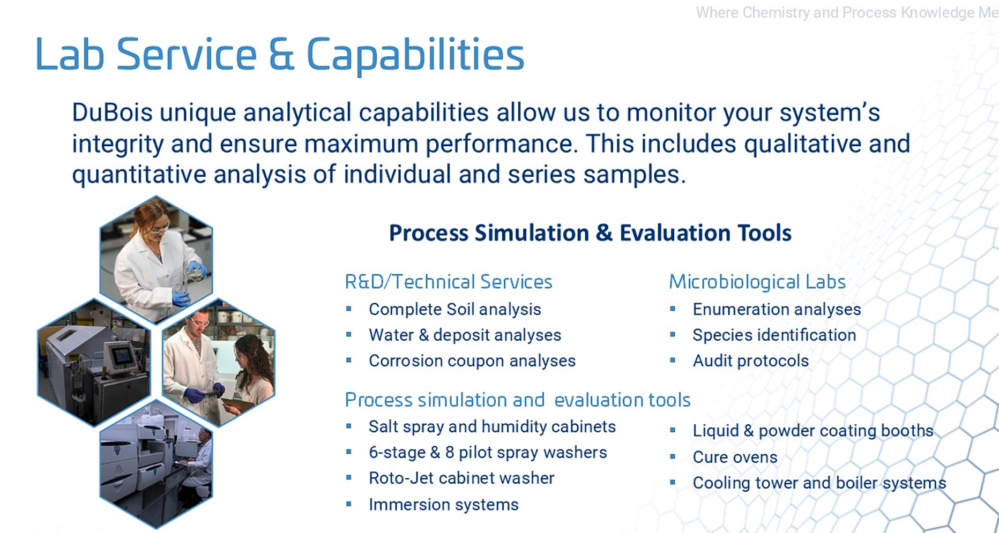 Where Chemistry and Process Knowledge
Lab Service & Capabilities
DuBois unique analytical capabilities allow us to monitor your system’s
integrity and ensure maximum performance. This includes qualitative and
quantitative analysis of individual and series samples.
Process Simulation & Evaluation Tools
R&D/Technical Services
▪ Complete Soil analysis
▪ Water & deposit analyses
▪ Corrosion coupon analyses
Microbiological Labs
▪ Enumeration analyses
▪ Species identification
▪ Audit protocols
Process simulation and evaluation tools
▪ Salt spray and humidity cabinets
▪ 6-stage & 8 pilot spray washers
▪ Roto-Jet cabinet washer
▪ Immersion systems
▪ Liquid & powder coating booths
▪ Cure ovens
▪ Cooling tower and boiler systems